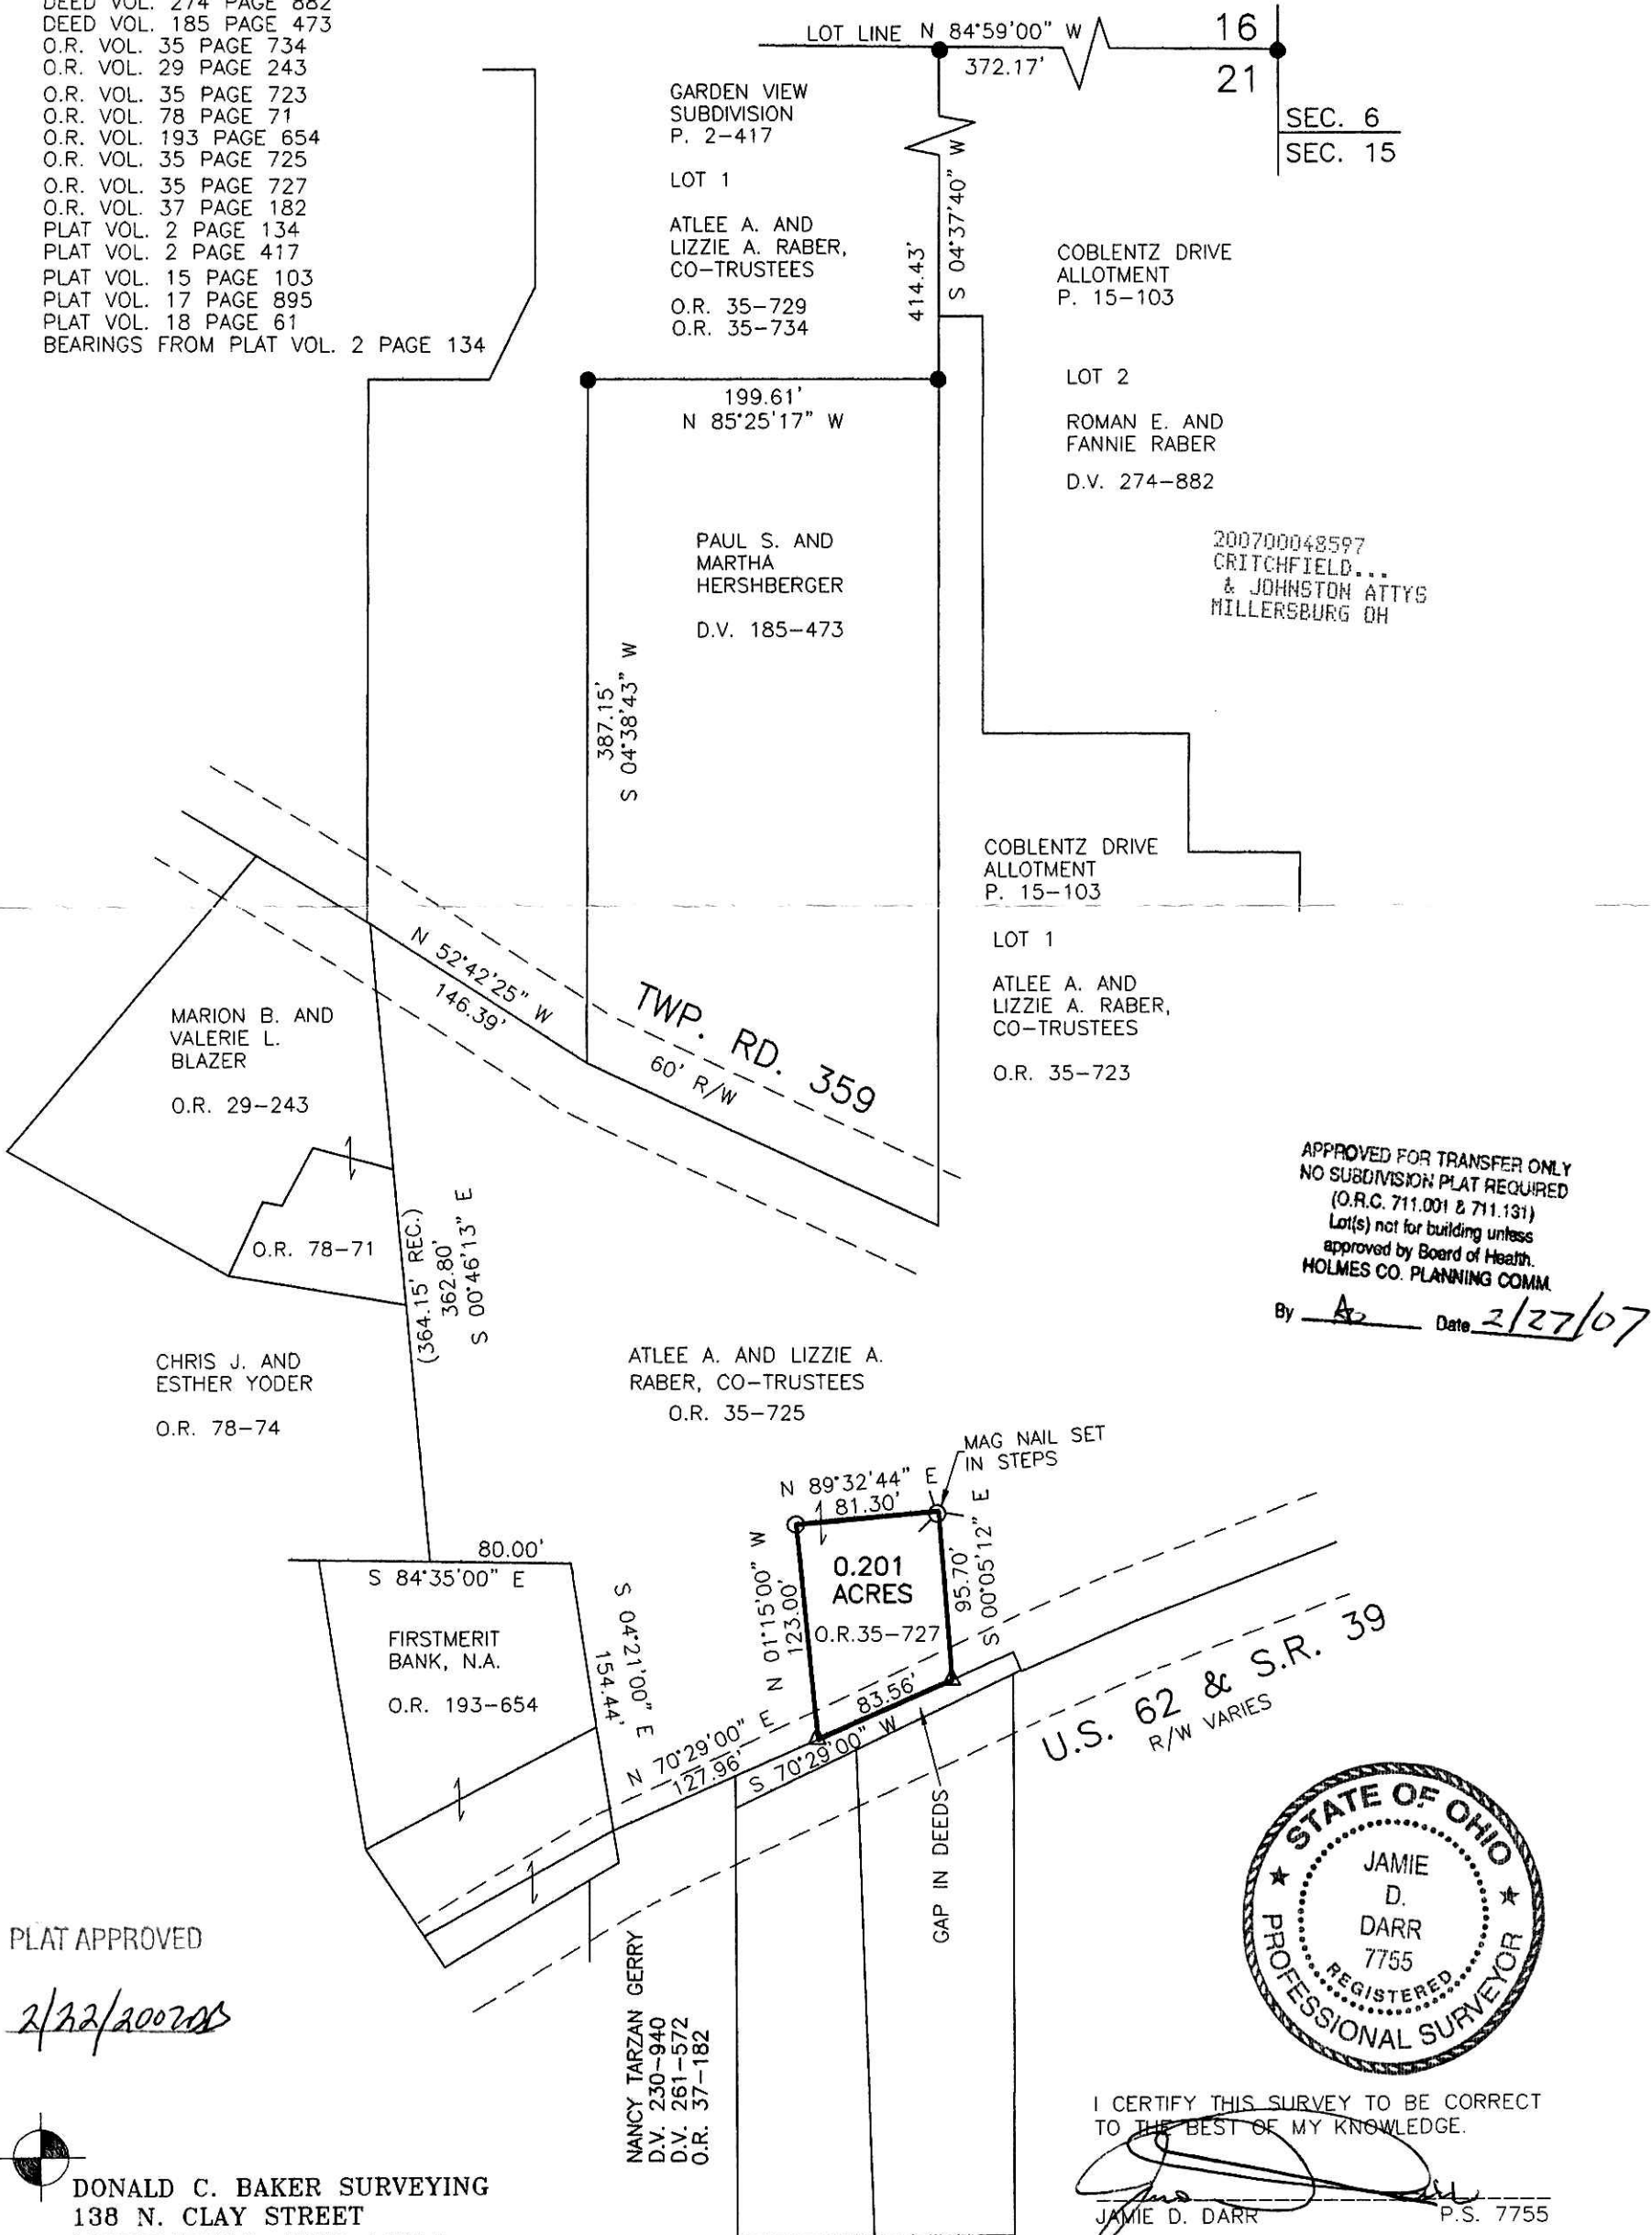 DEED VOL. 274 PAGE 882
DEED VOL. 185 PAGE 473
O.R. VOL. 35 PAGE 734
O.R. VOL. 29 PAGE 243
O.R. VOL. 35 PAGE 723
O.R. VOL. 78 PAGE 71
O.R. VOL. 193 PAGE 654
O.R. VOL. 35 PAGE 725
O.R. VOL. 35 PAGE 727
O.R. VOL. 37 PAGE 182
PLAT VOL. 2 PAGE 134
PLAT VOL. 2 PAGE 417
PLAT VOL. 15 PAGE 103
PLAT VOL. 17 PAGE 895
PLAT VOL. 18 PAGE 61
BEARINGS FROM PLAT VOL. 2 PAGE 134
LOT LINE N 84°59'00" W
372.17'
16
21
SEC. 6
SEC. 15
GARDEN VIEW
SUBDIVISION
P. 2-417
LOT 1
ATLEE A. AND
LIZZIE A. RABER,
CO-TRUSTEES
O.R. 35-729
O.R. 35-734
414.43'
S 04°37'40" W
COBLENTZ DRIVE
ALLOTMENT
P. 15-103
LOT 2
ROMAN E. AND
FANNIE RABER
D.V. 274-882
199.61'
N 85°25'17" W
PAUL S. AND
MARTHA
HERSHBERGER
D.V. 185-473
200700048597
CRITCHFIELD...
& JOHNSTON ATTYS
MILLERSBURG OH
387.15'
S 04°38'43" W
COBLENTZ DRIVE
ALLOTMENT
P. 15-103
LOT 1
ATLEE A. AND
LIZZIE A. RABER,
CO-TRUSTEES
O.R. 35-723
N 52°42'25" W
146.39'
TWP. RD. 359
60' R/W
MARION B. AND
VALERIE L.
BLAZER
O.R. 29-243
O.R. 78-71
(364.15' REC.)
362.80'
S 00°46'13" E
APPROVED FOR TRANSFER ONLY
NO SUBDIVISION PLAT REQUIRED
(O.R.C. 711.001 & 711.131)
Lot(s) not for building unless
approved by Board of Health.
HOLMES CO. PLANNING COMM.
By Date 2/27/07
CHRIS J. AND
ESTHER YODER
O.R. 78-74
ATLEE A. AND LIZZIE A.
RABER, CO-TRUSTEES
O.R. 35-725
MAG NAIL SET
IN STEPS
N 89°32'44" E
81.30'
N 01°15'00" W
123.00'
0.201
ACRES
O.R.35-727
95.70'
S 00°05'12" E
83.56'
S 70°29'00" W
80.00'
S 84°35'00" E
FIRSTMERIT
BANK, N.A.
O.R. 193-654
S 04°21'00" E
154.44'
N 70°29'00" E
127.96'
U.S. 62 & S.R. 39
R/W VARIES
GAP IN DEEDS
NANCY TARZAN GERRY
D.V. 230-940
D.V. 261-572
O.R. 37-182
PLAT APPROVED
2/22/2007
STATE OF OHIO
JAMIE
D.
DARR
7755
REGISTERED
PROFESSIONAL SURVEYOR
I CERTIFY THIS SURVEY TO BE CORRECT
TO THE BEST OF MY KNOWLEDGE.
JAMIE D. DARR P.S. 7755
DONALD C. BAKER SURVEYING
138 N. CLAY STREET